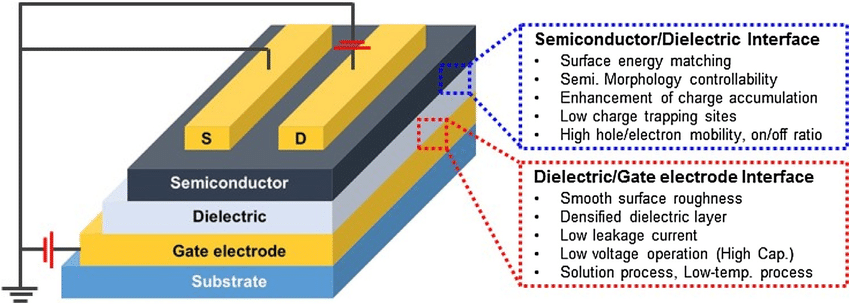 S
D
Semiconductor
Dielectric
Gate electrode
Substrate
Semiconductor/Dielectric Interface
• Surface energy matching
• Semi. Morphology controllability
• Enhancement of charge accumulation
• Low charge trapping sites
• High hole/electron mobility, on/off ratio
Dielectric/Gate electrode Interface
• Smooth surface roughness
• Densified dielectric layer
• Low leakage current
• Low voltage operation (High Cap.)
• Solution process, Low-temp. process